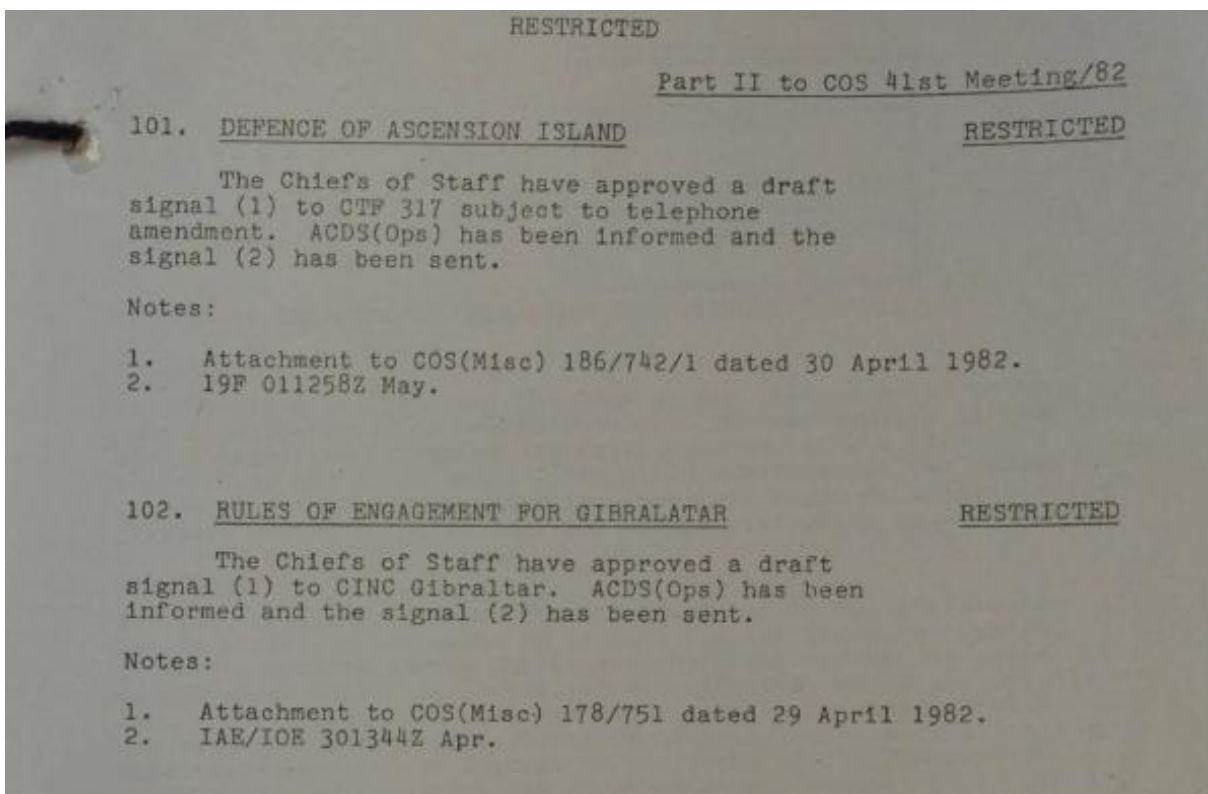 RESTRICTED
Part II to COS 41st Meeting/82
101. DEFENCE OF ASCENSION ISLAND RESTRICTED
The Chiefs of Staff have approved a draft
signal (1) to CTF 317 subject to telephone
amendment. ACDS(Ops) has been informed and the
signal (2) has been sent.
Notes:
1. Attachment to COS(Misc) 186/742/1 dated 30 April 1982.
2. 19F 011258Z May.
102. RULES OF ENGAGEMENT FOR GIBRALATAR RESTRICTED
The Chiefs of Staff have approved a draft
signal (1) to CINC Gibraltar. ACDS(Ops) has been
informed and the signal (2) has been sent.
Notes:
1. Attachment to COS(Misc) 178/751 dated 29 April 1982.
2. IAE/IOE 301344Z Apr.